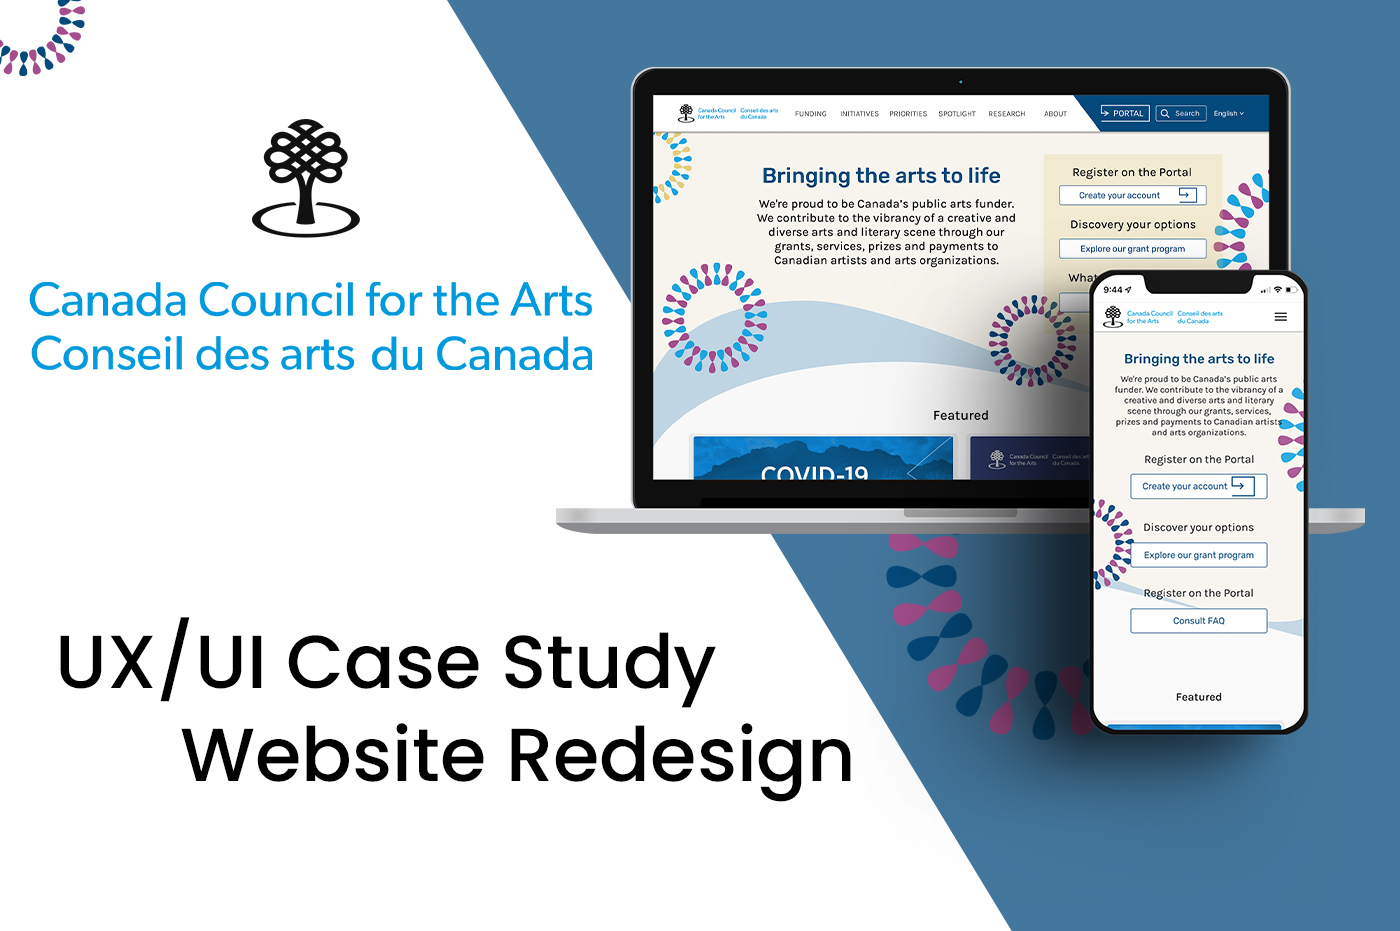 Canada Council for the Arts
Conseil des arts du Canada
UX/UI Case Study
Website Redesign
Canada Council for the Arts
Conseil des arts du Canada
FUNDING
INITIATIVES
PRIORITIES
SPOTLIGHT
RESEARCH
ABOUT
PORTAL
Search
English
Bringing the arts to life
We're proud to be Canada's public arts funder.
We contribute to the vibrancy of a creative and
diverse arts and literary scene through our
grants, services, prizes and payments to
Canadian artists and arts organizations.
Register on the Portal
Create your account
Discovery your options
Explore our grant program
What
Featured
COVID-19
Canada Council for the Arts
Conseil des art
du Canada
9:44
Canada Council for the Arts
Conseil des arts du Canada
Bringing the arts to life
We're proud to be Canada's public arts
funder. We contribute to the vibrancy of a
creative and diverse arts and literary
scene through our grants, services,
prizes and payments to Canadian artists
and arts organizations.
Register on the Portal
Create your account
Discover your options
Explore our grant program
Register on the Portal
Consult FAQ
Featured